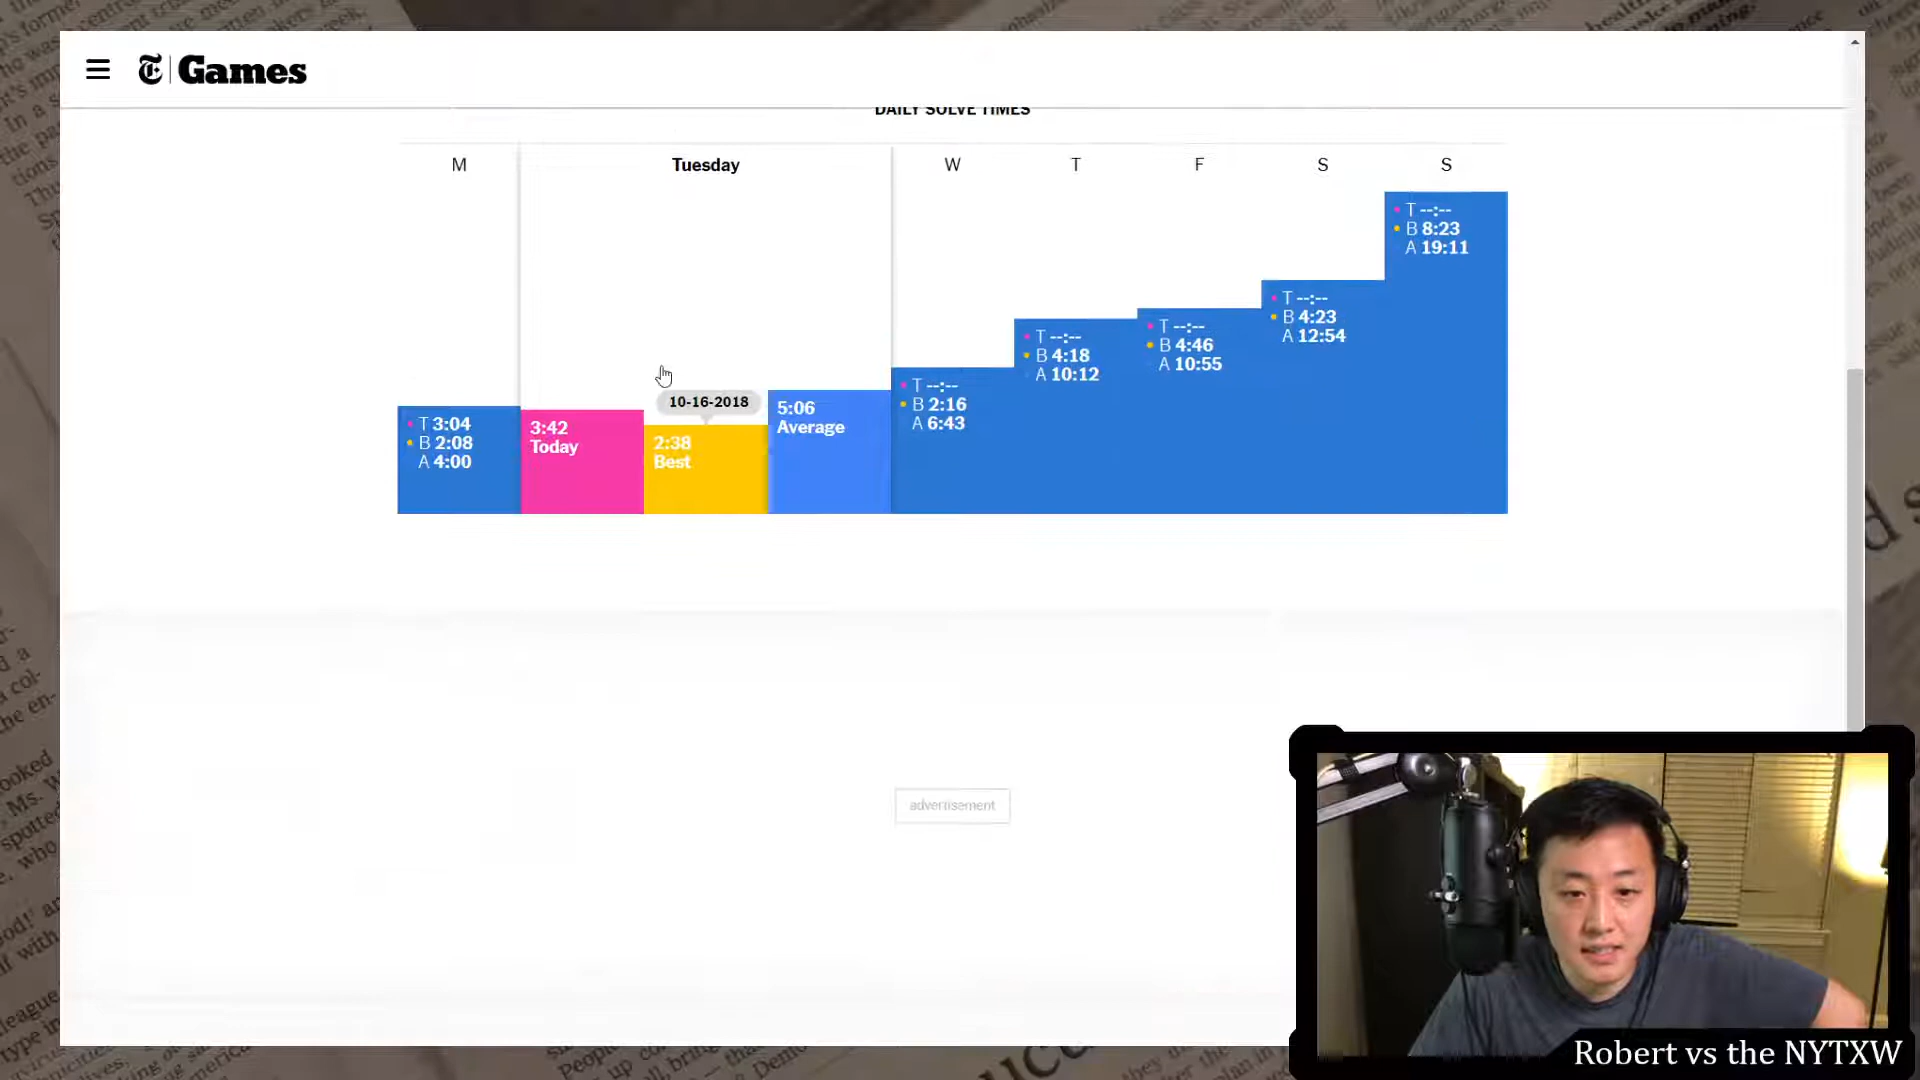 Games
DAILY SOLVE TIMES
M
Tuesday
W
T
F
S
S
T --:--
B 8:23
A 19:11
T --:--
B 4:23
A 12:54
T --:--
B 4:46
A 10:55
T --:--
B 4:18
A 10:12
T --:--
B 2:16
A 6:43
10-16-2018
5:06
Average
T 3:04
B 2:08
A 4:00
3:42
Today
2:38
Best
advertisement
Robert vs the NYTXW